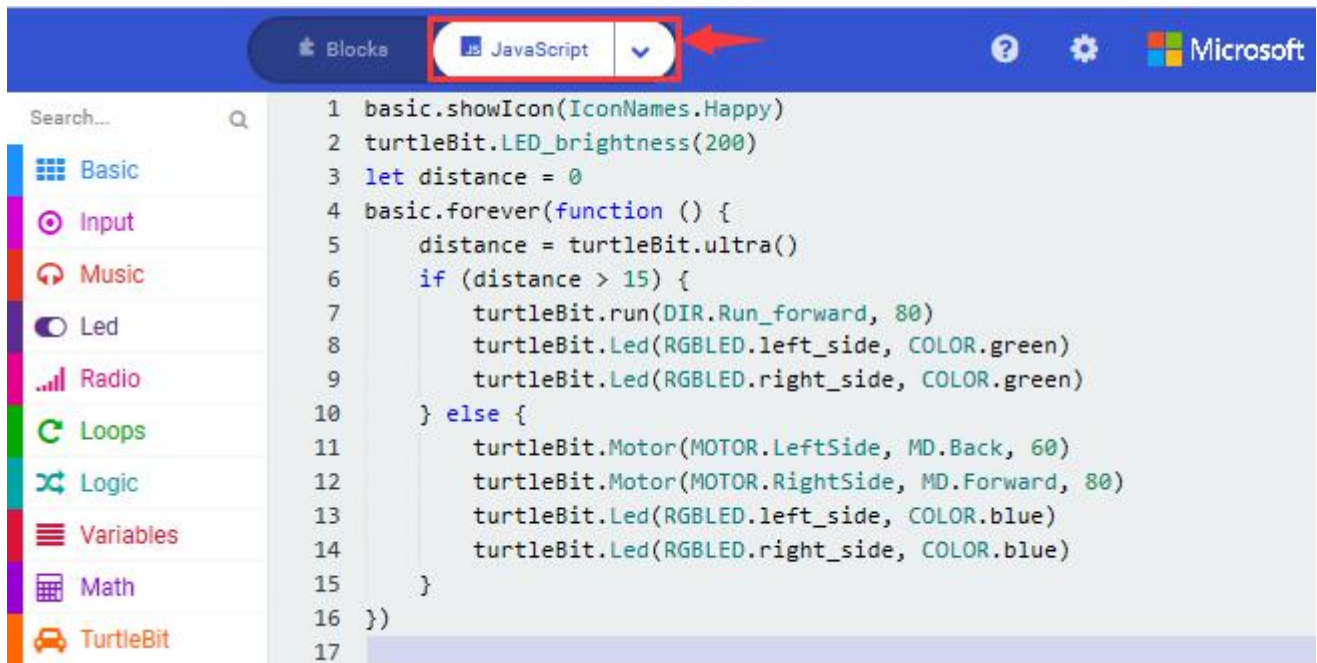 Blocks JS JavaScript Microsoft
Search...
Basic
Input
Music
Led
Radio
Loops
Logic
Variables
Math
TurtleBit
1 basic.showIcon(IconNames.Happy)
2 turtleBit.LED_brightness(200)
3 let distance = 0
4 basic.forever(function () {
5     distance = turtleBit.ultra()
6     if (distance > 15) {
7         turtleBit.run(DIR.Run_forward, 80)
8         turtleBit.Led(RGBLED.left_side, COLOR.green)
9         turtleBit.Led(RGBLED.right_side, COLOR.green)
10     } else {
11         turtleBit.Motor(MOTOR.LeftSide, MD.Back, 60)
12         turtleBit.Motor(MOTOR.RightSide, MD.Forward, 80)
13         turtleBit.Led(RGBLED.left_side, COLOR.blue)
14         turtleBit.Led(RGBLED.right_side, COLOR.blue)
15     }
16 })
17